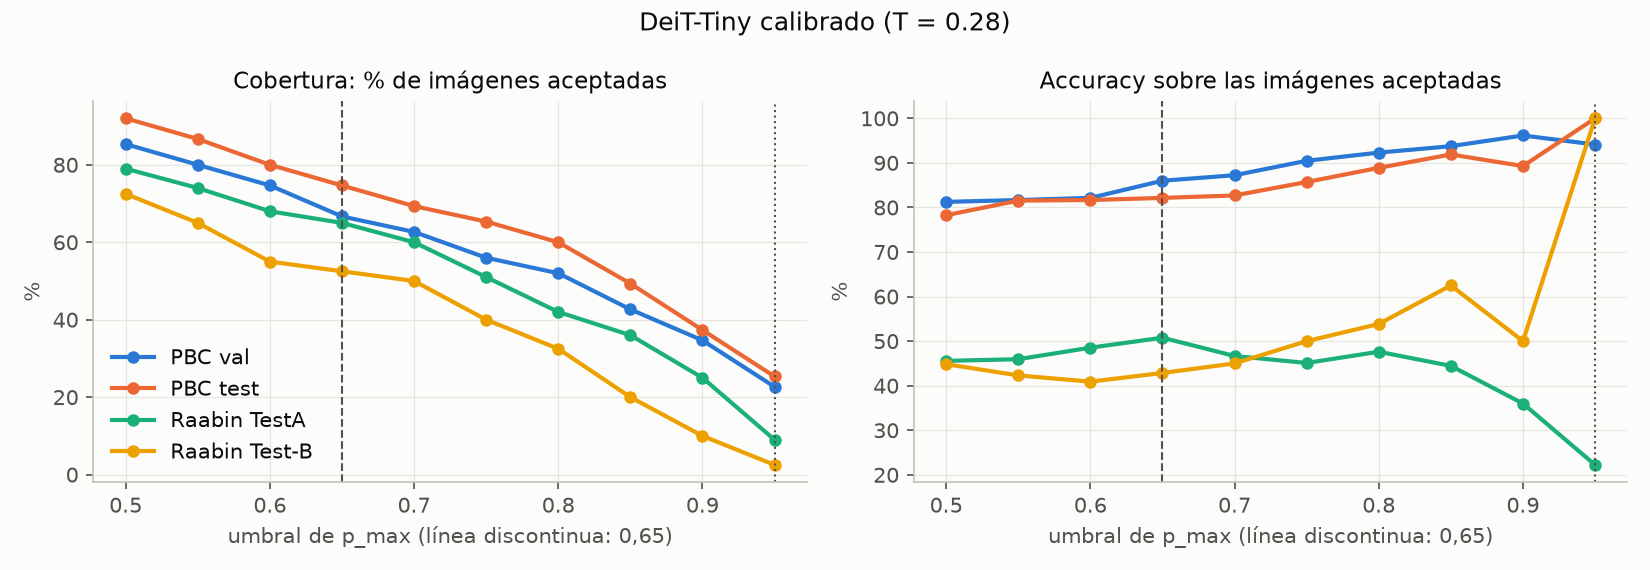 DeiT-Tiny calibrado (T = 0.28)
Cobertura: % de imágenes aceptadas
%
80
60
40
20
0
PBC val
PBC test
Raabin TestA
Raabin Test-B
0.5 0.6 0.7 0.8 0.9
umbral de p_max (línea discontinua: 0,65)
Accuracy sobre las imágenes aceptadas
%
100
90
80
70
60
50
40
30
20
0.5 0.6 0.7 0.8 0.9
umbral de p_max (línea discontinua: 0,65)